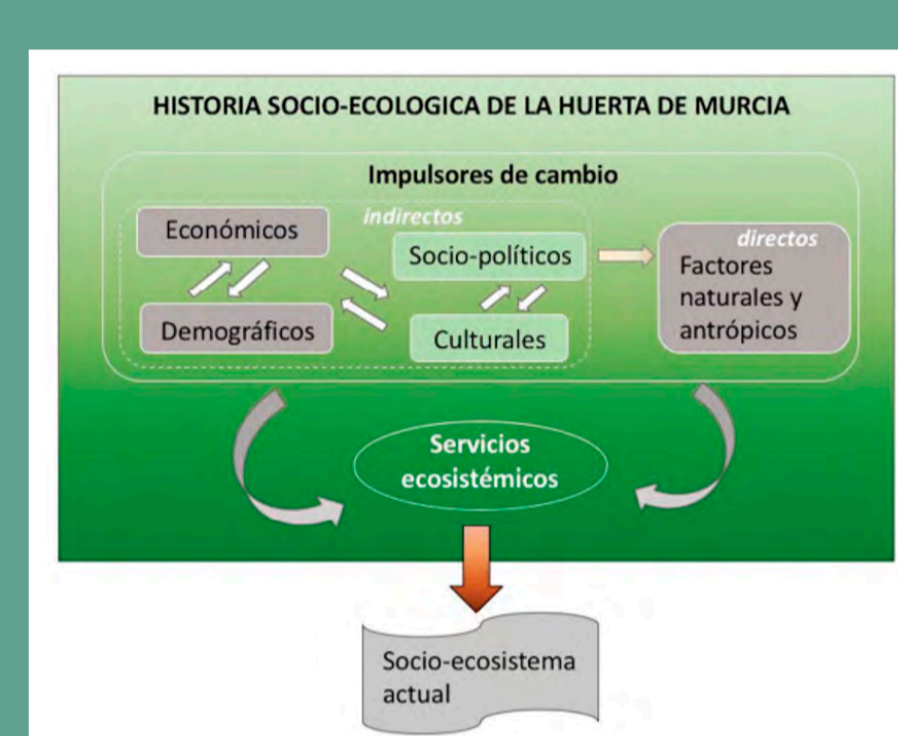 HISTORIA SOCIO-ECOLOGICA DE LA HUERTA DE MURCIA
Impulsores de cambio
indirectos
Económicos
Socio-políticos
Demográficos
Culturales
directos
Factores
naturales y
antrópicos
Servicios
ecosistémicos
Socio-ecosistema
actual